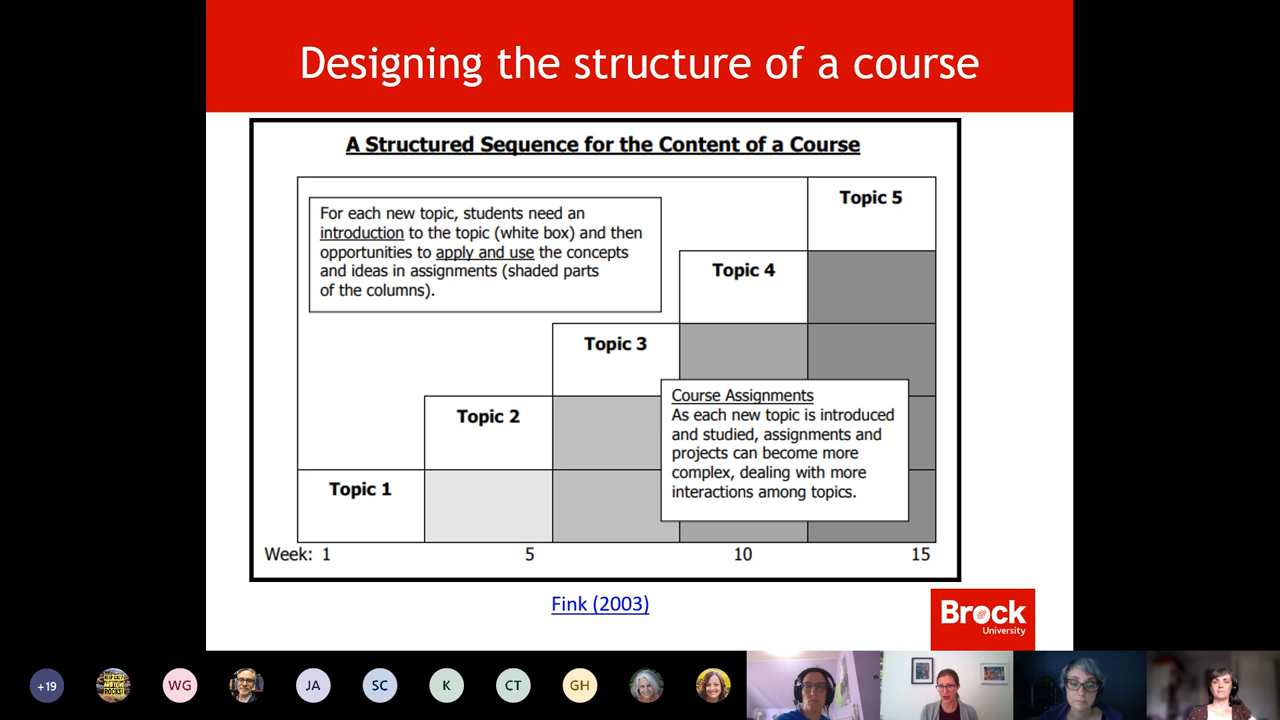 Designing the structure of a course
A Structured Sequence for the Content of a Course
Topic 5
For each new topic, students need an
introduction to the topic (white box) and then
opportunities to apply and use the concepts
and ideas in assignments (shaded parts
of the columns).
Topic 4
Topic 3
Course Assignments
As each new topic is introduced
and studied, assignments and
projects can become more
complex, dealing with more
interactions among topics.
Topic 2
Topic 1
Week: 1 5 10 15
Fink (2003)
Brock
University
+19 WG JA SC K CT GH